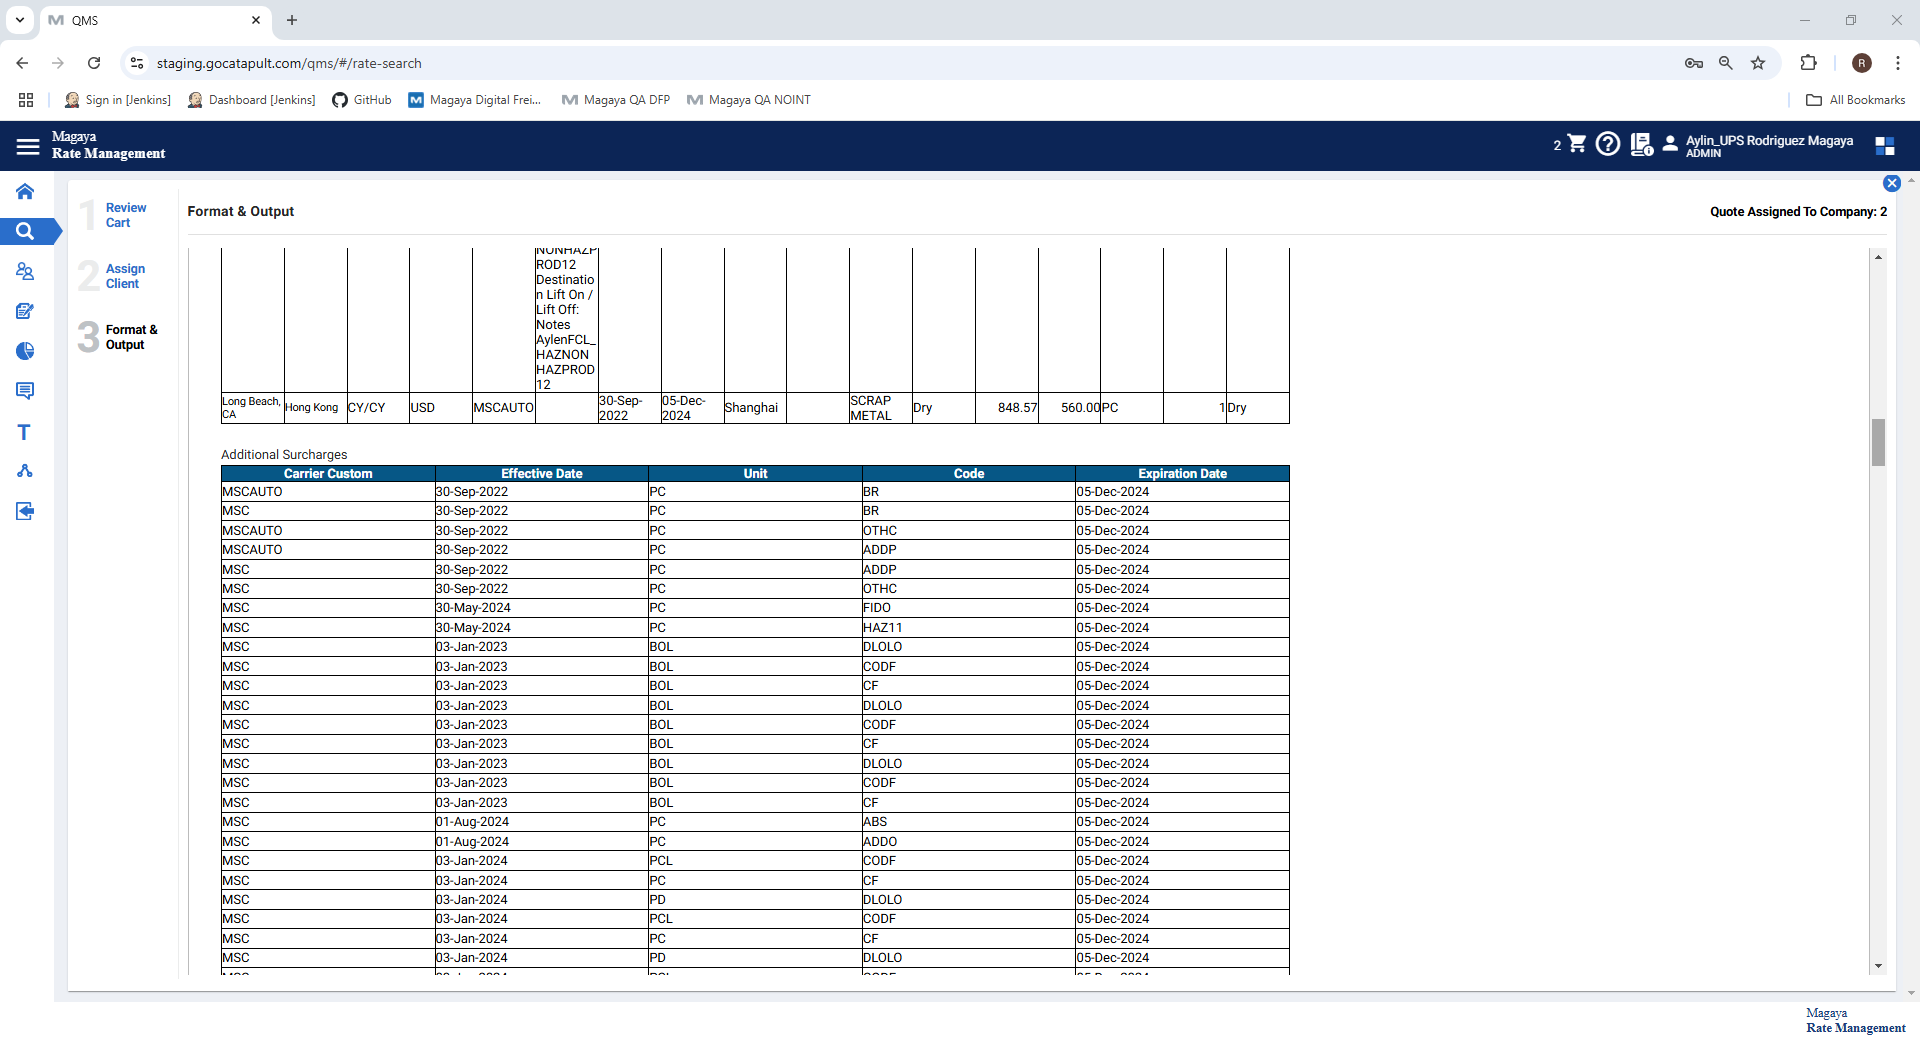 QMS
staging.gocatapult.com/qms/#/rate-search
R
Sign in [Jenkins]
Dashboard [Jenkins]
GitHub
Magaya Digital Frei...
Magaya QA DFP
Magaya QA NOINT
All Bookmarks
Magaya
Rate Management
2
Aylin_UPS Rodriguez Magaya
ADMIN
1 Review
Cart
2 Assign
Client
3 Format &
Output
Format & Output
Quote Assigned To Company: 2
NONHAZP
ROD12
Destinatio
n Lift On /
Lift Off:
Notes
AylenFCL_
HAZNON
HAZPROD
12
Long Beach, CA Hong Kong CY/CY USD MSCAUTO 30-Sep-2022 05-Dec-2024 Shanghai SCRAP METAL Dry 848.57 560.00 PC 1 Dry
Additional Surcharges
Carrier Custom Effective Date Unit Code Expiration Date
MSCAUTO 30-Sep-2022 PC BR 05-Dec-2024
MSC 30-Sep-2022 PC BR 05-Dec-2024
MSCAUTO 30-Sep-2022 PC OTHC 05-Dec-2024
MSCAUTO 30-Sep-2022 PC ADDP 05-Dec-2024
MSC 30-Sep-2022 PC ADDP 05-Dec-2024
MSC 30-Sep-2022 PC OTHC 05-Dec-2024
MSC 30-May-2024 PC FIDO 05-Dec-2024
MSC 30-May-2024 PC HAZ11 05-Dec-2024
MSC 03-Jan-2023 BOL DLOLO 05-Dec-2024
MSC 03-Jan-2023 BOL CODF 05-Dec-2024
MSC 03-Jan-2023 BOL CF 05-Dec-2024
MSC 03-Jan-2023 BOL DLOLO 05-Dec-2024
MSC 03-Jan-2023 BOL CODF 05-Dec-2024
MSC 03-Jan-2023 BOL CF 05-Dec-2024
MSC 03-Jan-2023 BOL DLOLO 05-Dec-2024
MSC 03-Jan-2023 BOL CODF 05-Dec-2024
MSC 03-Jan-2023 BOL CF 05-Dec-2024
MSC 01-Aug-2024 PC ABS 05-Dec-2024
MSC 01-Aug-2024 PC ADDO 05-Dec-2024
MSC 03-Jan-2024 PCL CODF 05-Dec-2024
MSC 03-Jan-2024 PC CF 05-Dec-2024
MSC 03-Jan-2024 PD DLOLO 05-Dec-2024
MSC 03-Jan-2024 PCL CODF 05-Dec-2024
MSC 03-Jan-2024 PC CF 05-Dec-2024
MSC 03-Jan-2024 PD DLOLO 05-Dec-2024
Magaya
Rate Management